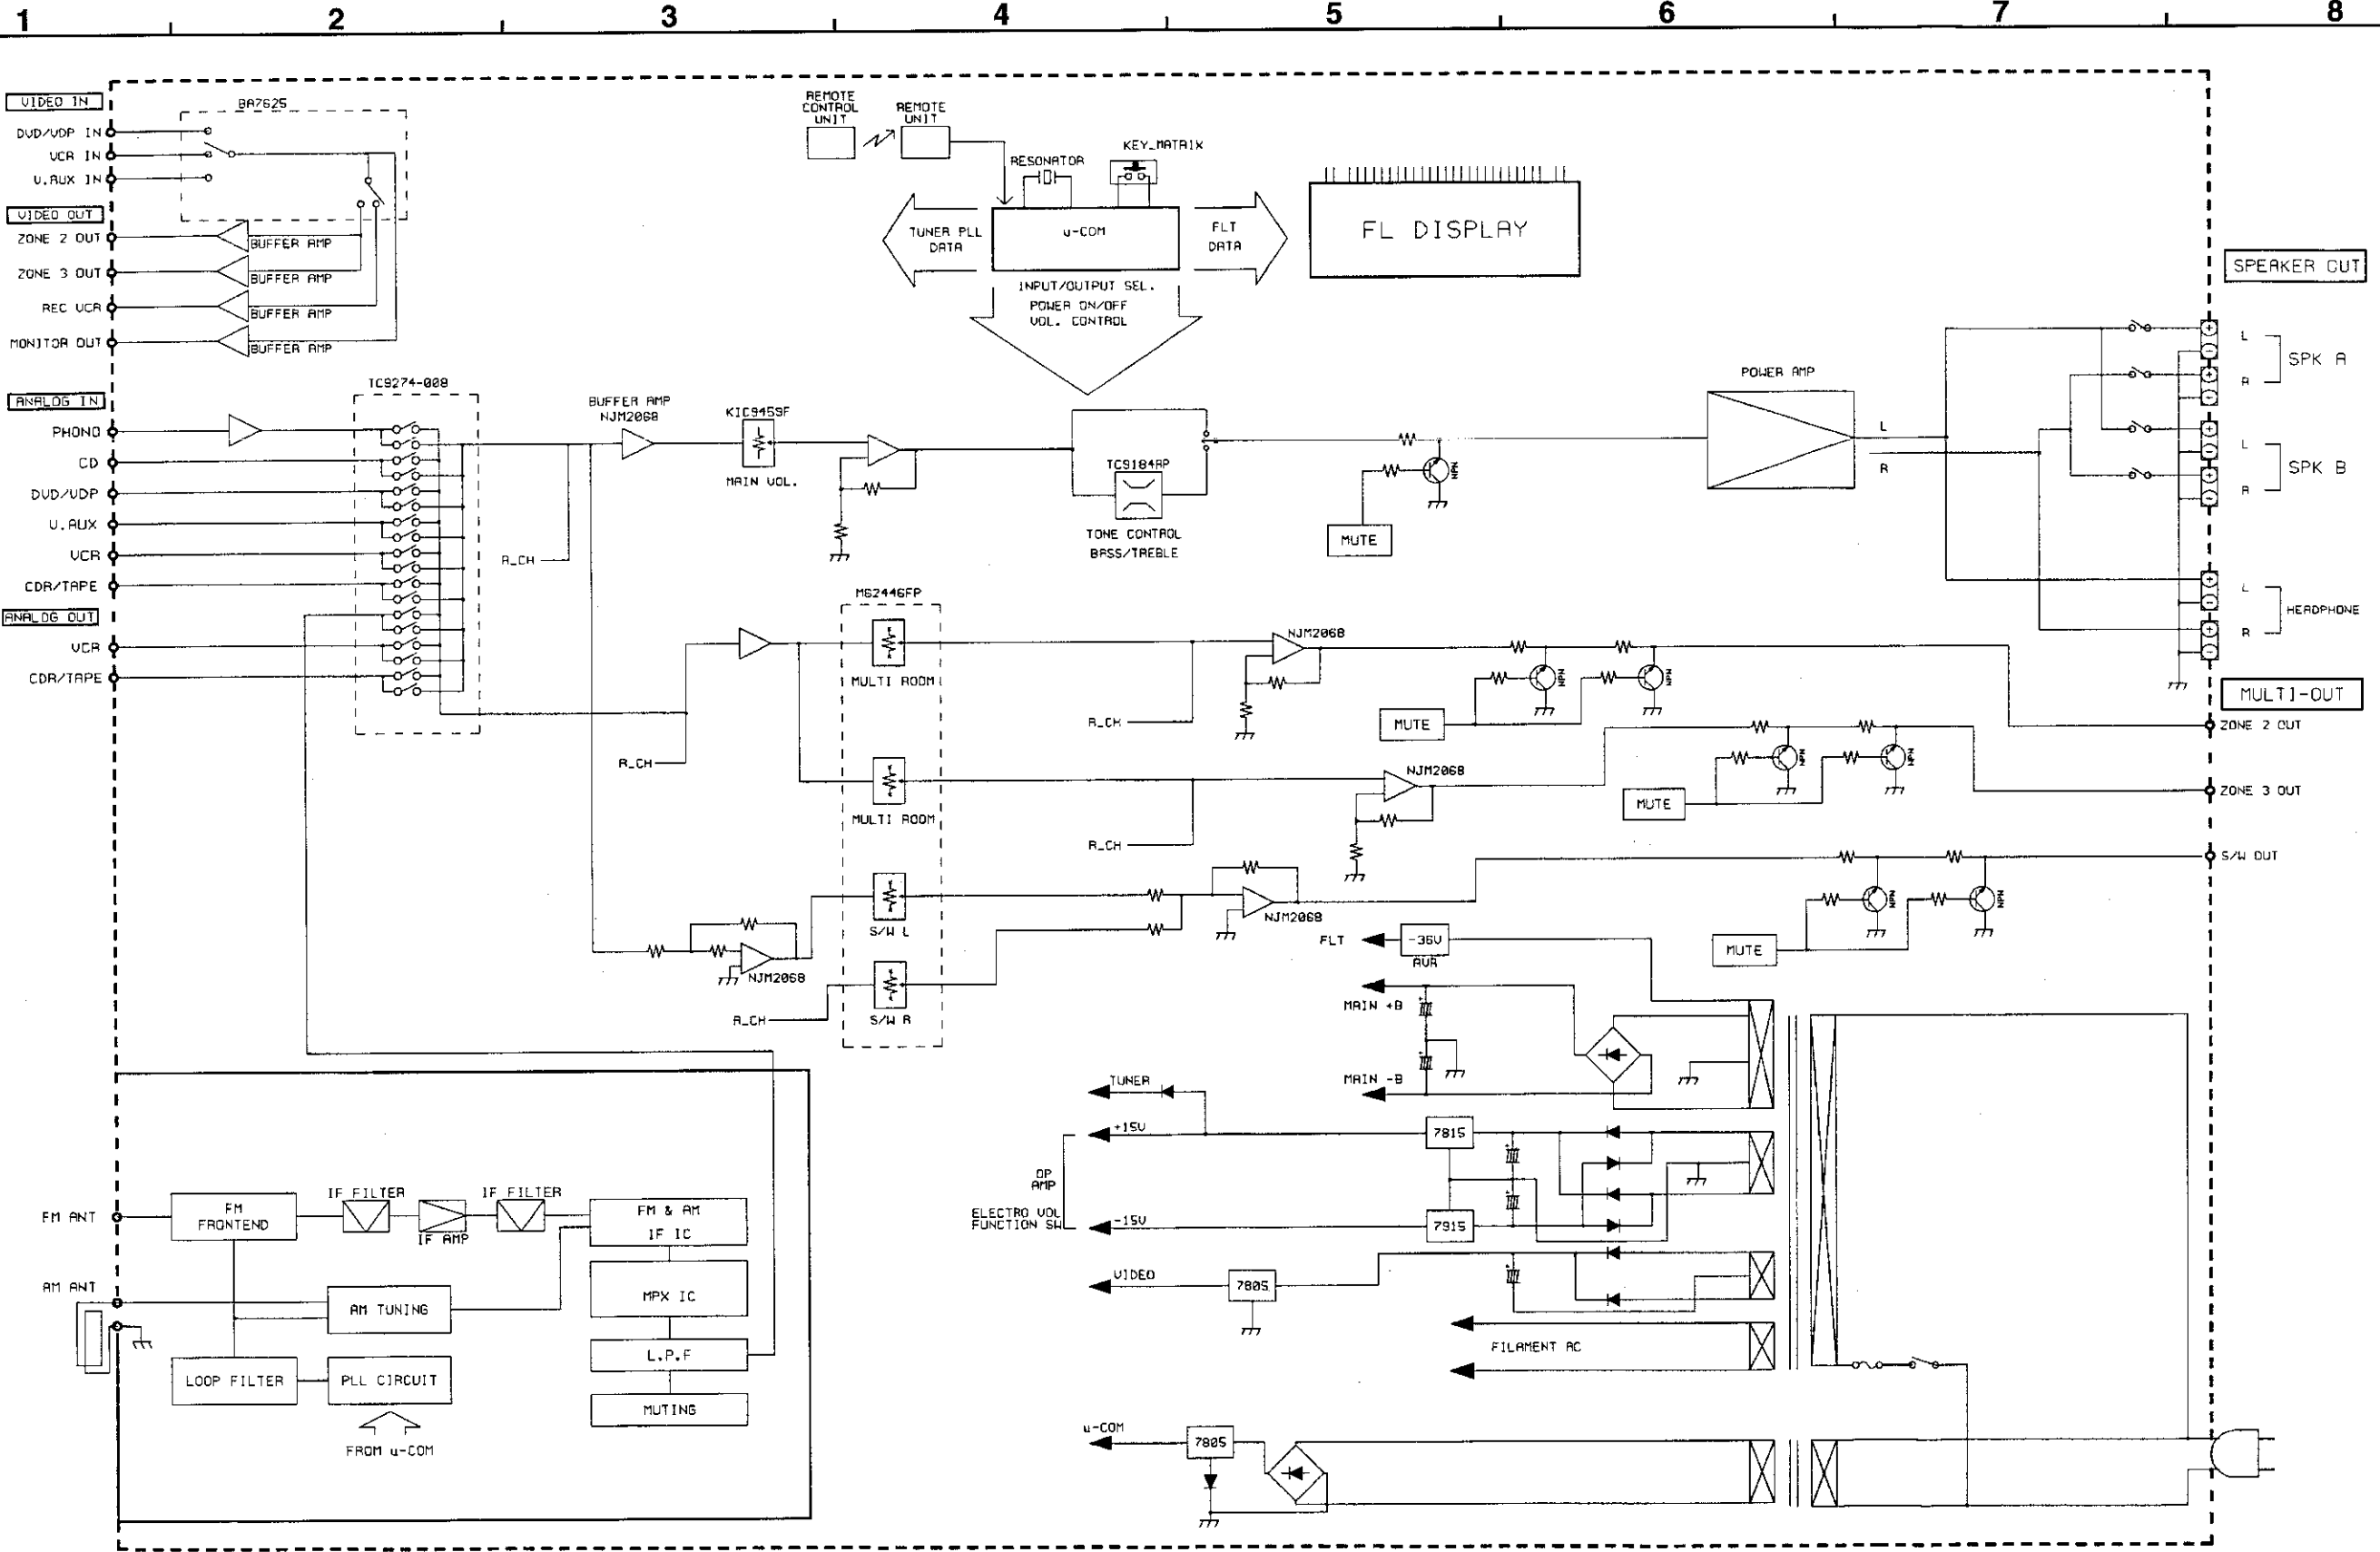 1 2 3 4 5 6 7 8
VIDEO IN
DVD/VDP IN
VCR IN
V.AUX IN
VIDEO OUT
ZONE 2 OUT
ZONE 3 OUT
REC VCR
MONITOR OUT
BA7625
BUFFER AMP
BUFFER AMP
BUFFER AMP
BUFFER AMP
REMOTE
CONTROL
UNIT
REMOTE
UNIT
RESONATOR
KEY_MATRIX
TUNER PLL
DATA
u-COM
FLT
DATA
FL DISPLAY
INPUT/OUTPUT SEL.
POWER ON/OFF
VOL. CONTROL
SPEAKER OUT
ANALOG IN
PHONO
CD
DVD/VDP
V.AUX
VCR
CDR/TAPE
ANALOG OUT
VCR
CDR/TAPE
TC9274-008
BUFFER AMP
NJM2068
KIC9459F
MAIN VOL.
R_CH
TC9184AP
TONE CONTROL
BASS/TREBLE
NPN
MUTE
POWER AMP
L
R
L
R
SPK A
L
R
SPK B
L
R
HEADPHONE
M62446FP
MULTI ROOM
R_CH
R_CH
NJM2068
NPN
NPN
MUTE
MULTI-OUT
ZONE 2 OUT
MULTI ROOM
R_CH
NJM2068
NPN
NPN
MUTE
ZONE 3 OUT
S/W L
NJM2068
NJM2068
NPN
NPN
MUTE
S/W OUT
R_CH
S/W R
FLT
-36V
AVR
MAIN +B
MAIN -B
TUNER
+15V
7815
OP
AMP
ELECTRO VOL
FUNCTION SW
-15V
7915
VIDEO
7805
FILAMENT AC
u-COM
7805
FM ANT
FM
FRONTEND
IF FILTER
IF AMP
IF FILTER
FM & AM
IF IC
AM ANT
AM TUNING
MPX IC
L.P.F
LOOP FILTER
PLL CIRCUIT
MUTING
FROM u-COM